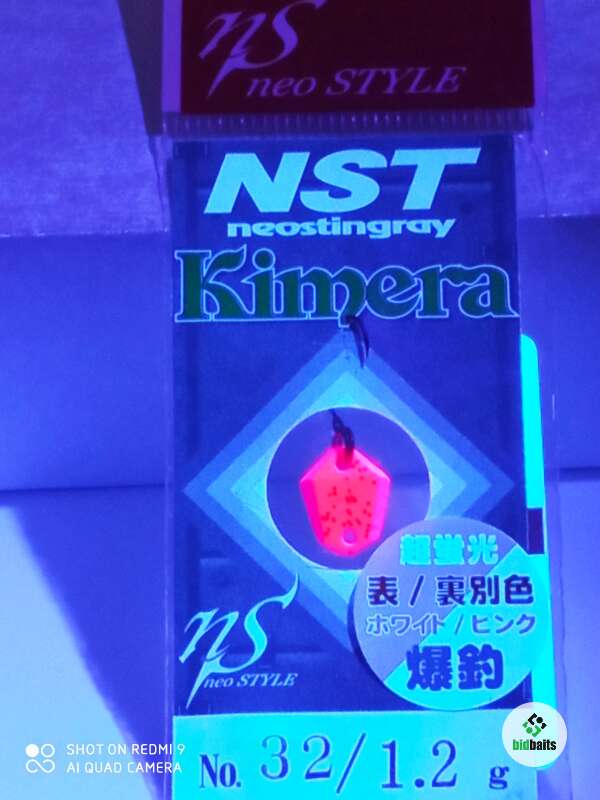 ns
neo STYLE
NST
neostingray
Kimera
超蛍光
表/裏別色
ホワイト/ピンク
爆釣
ns
neo STYLE
No. 32/1.2 g
bidbaits
SHOT ON REDMI 9
AI QUAD CAMERA